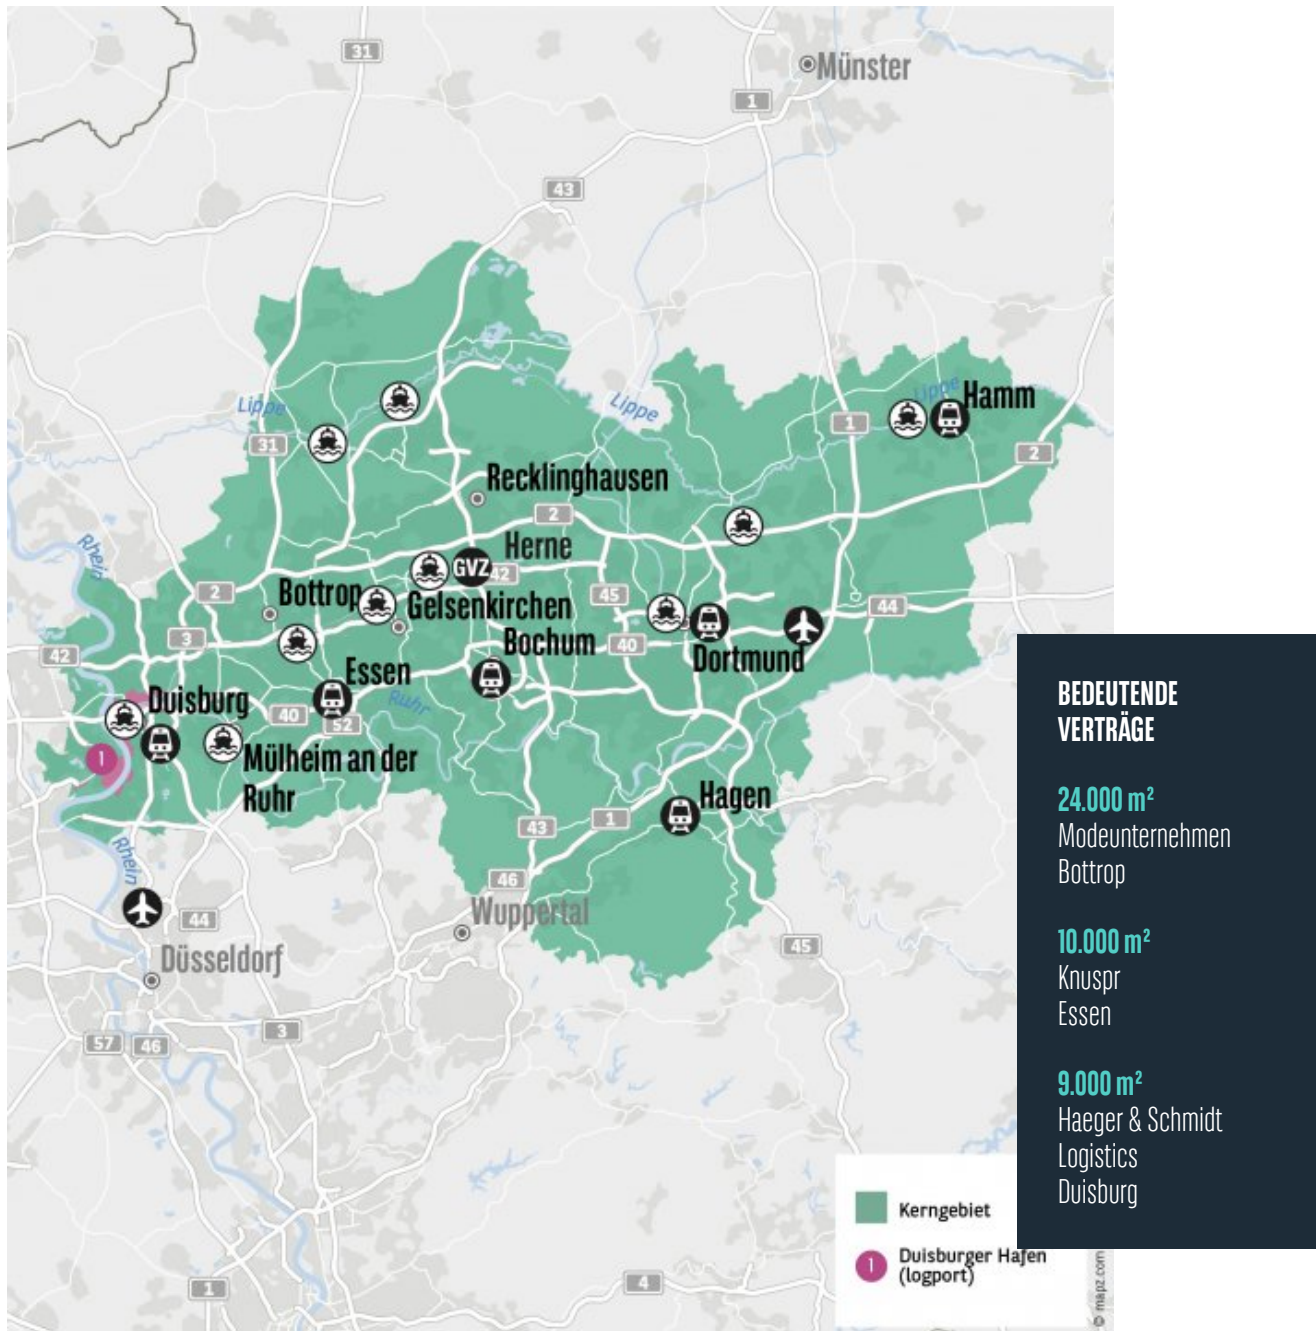 31
Münster
1
43
Lippe
Lippe
Lippe
Hamm
31
1
2
Recklinghausen
2
Rhein
Herne
GVZ
42
2
Bottrop
Gelsenkirchen
45
44
3
Bochum
40
Dortmund
42
Essen
Duisburg
Ruhr
40
52
1
Mülheim an der
Ruhr
Hagen
43
1
Rhein
46
44
Wuppertal
45
Düsseldorf
3
57
46
1
4
Kerngebiet
1
Duisburger Hafen
(logport)
© mapz.com
BEDEUTENDE
VERTRÄGE
24.000 m²
Modeunternehmen
Bottrop
10.000 m²
Knuspr
Essen
9.000 m²
Haeger & Schmidt
Logistics
Duisburg